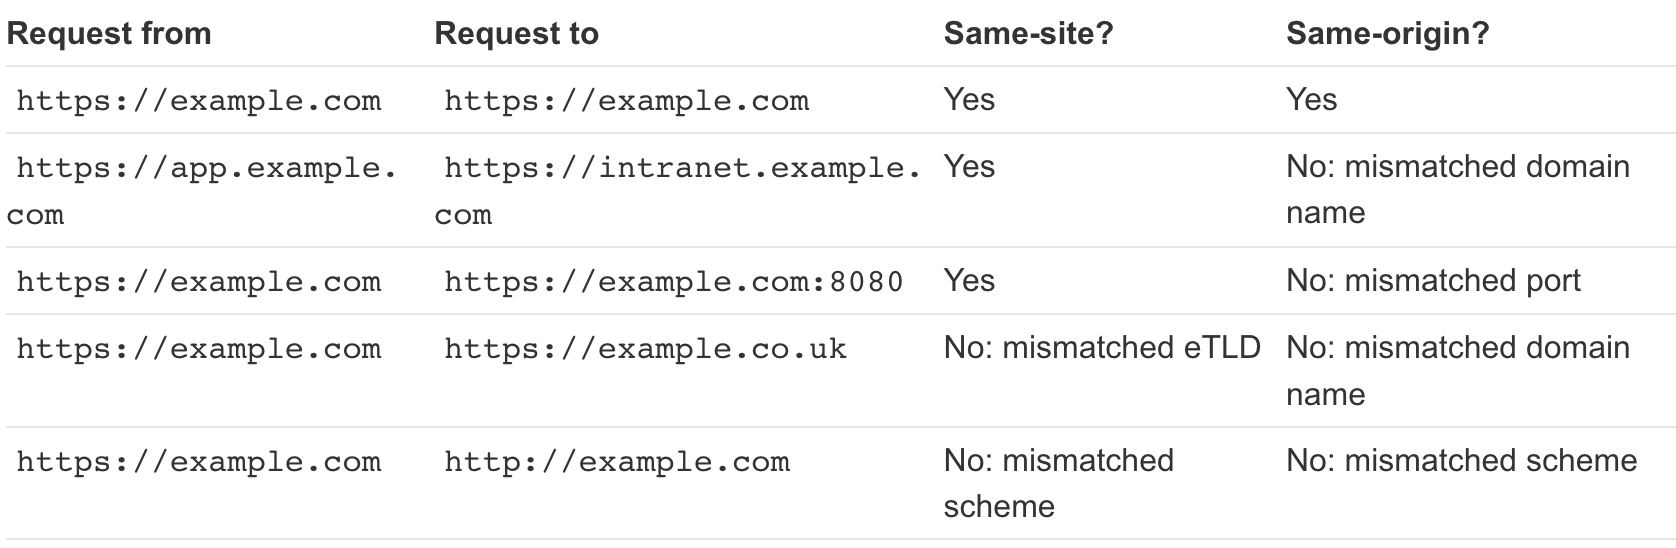 Request from Request to Same-site? Same-origin?
https://example.com https://example.com Yes Yes
https://app.example. https://intranet.example. Yes No: mismatched domain
com com name
https://example.com https://example.com:8080 Yes No: mismatched port
https://example.com https://example.co.uk No: mismatched eTLD No: mismatched domain
name
https://example.com http://example.com No: mismatched No: mismatched scheme
scheme